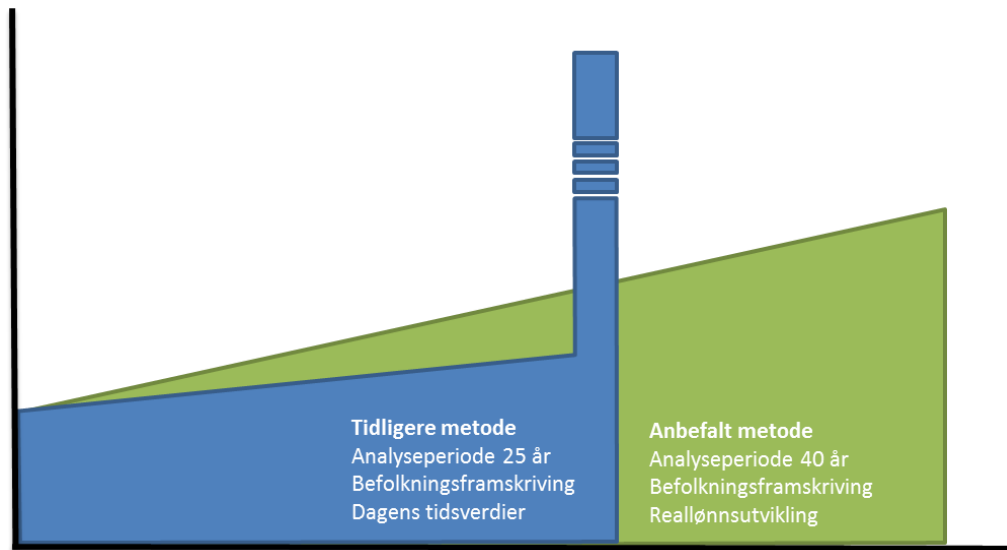 Tidligere metode
Analyseperiode 25 år
Befolkningsframskriving
Dagens tidsverdier
Anbefalt metode
Analyseperiode 40 år
Befolkningsframskriving
Reallønnsutvikling